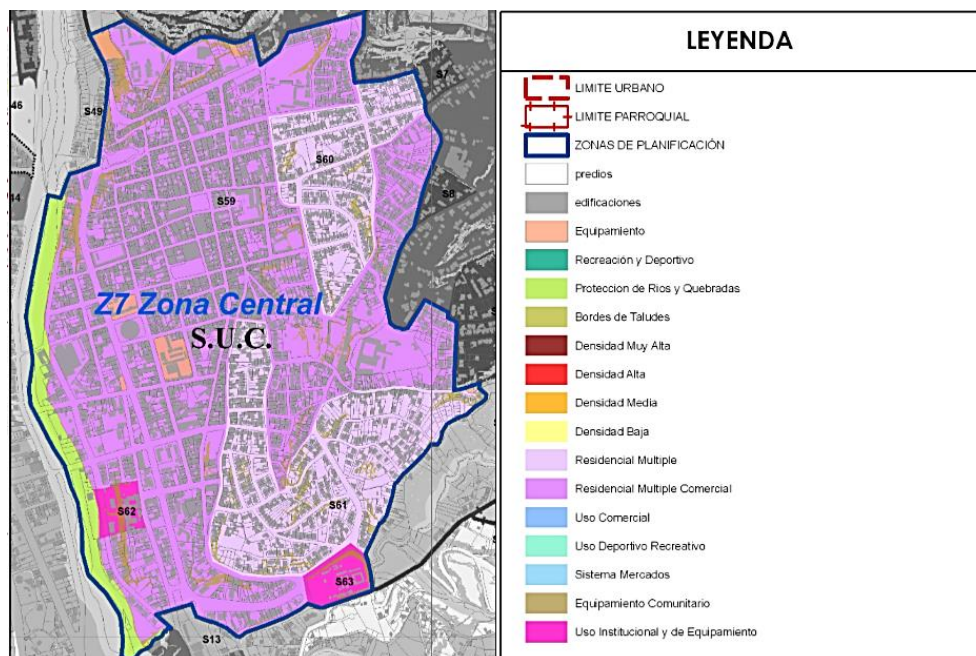 46
S49
S7
S60
14
S8
S59
Z7 Zona Central
S.U.C.
S61
S62
S63
S13
LEYENDA
LIMITE URBANO
LIMITE PARROQUIAL
ZONAS DE PLANIFICACIÓN
predios
edificaciones
Equipamiento
Recreación y Deportivo
Proteccion de Rios y Quebradas
Bordes de Taludes
Densidad Muy Alta
Densidad Alta
Densidad Media
Densidad Baja
Residencial Multiple
Residencial Multiple Comercial
Uso Comercial
Uso Deportivo Recreativo
Sistema Mercados
Equipamiento Comunitario
Uso Institucional y de Equipamiento